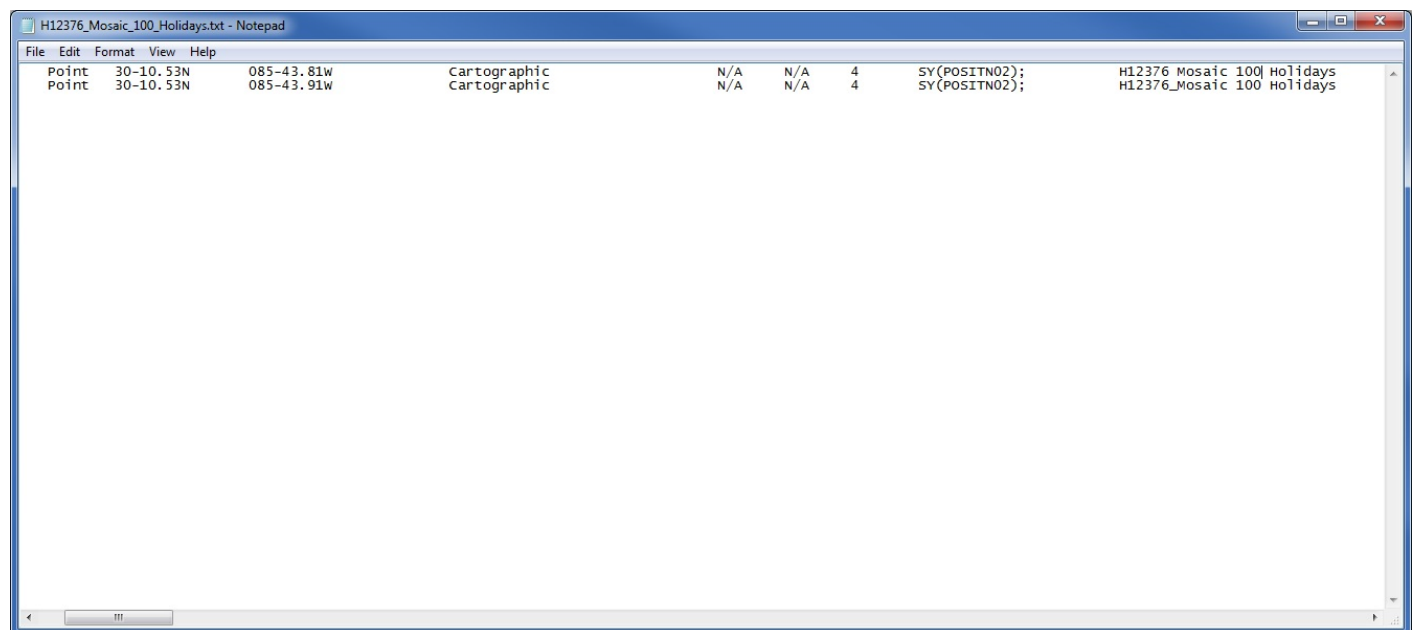 H12376_Mosaic_100_Holidays.txt - Notepad
File Edit Format View Help
Point 30-10.53N 085-43.81W Cartographic N/A N/A 4 SY(POSITN02); H12376 Mosaic 100 Holidays
Point 30-10.53N 085-43.91W Cartographic N/A N/A 4 SY(POSITN02); H12376_Mosaic 100 Holidays